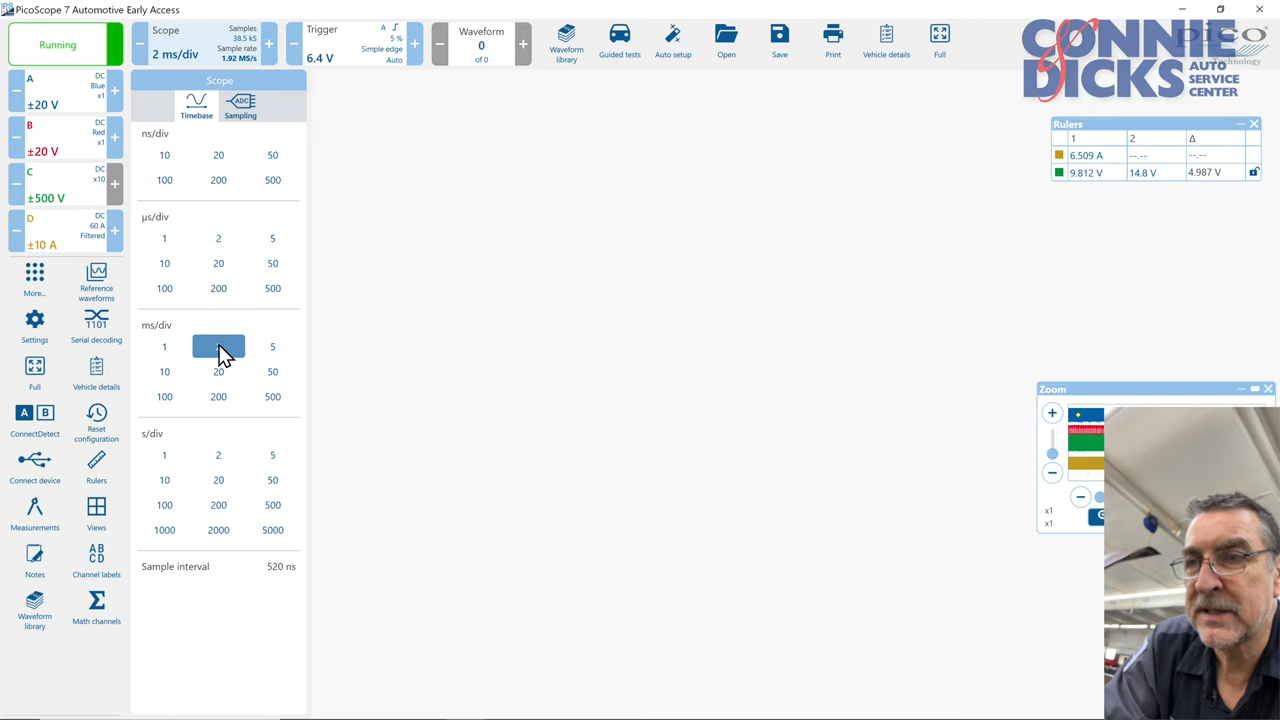 PicoScope 7 Automotive Early Access
Running
Scope
2 ms/div
Samples
38.5 kS
Sample rate
1.92 MS/s
Trigger
6.4 V
A
5 %
Simple edge
Auto
Waveform
0
of 0
Waveform
library
Guided tests
Auto setup
Open
Save
Print
Vehicle details
Full
CONNIE
&
DICKS
AUTO
SERVICE
CENTER
pico
Technology
A
DC
Blue
x1
±20 V
B
DC
Red
x1
±20 V
C
DC
x10
±500 V
D
DC
60 A
Filtered
±10 A
More...
Reference
waveforms
Settings
1101
Serial decoding
Full
Vehicle details
A B
ConnectDetect
Reset
configuration
Connect device
Rulers
Measurements
Views
Notes
AB
CD
Channel labels
Waveform
library
Σ
Math channels
Scope
Timebase
ADC
Sampling
ns/div
10 20 50
100 200 500
µs/div
1 2 5
10 20 50
100 200 500
ms/div
1 5
10 20 50
100 200 500
s/div
1 2 5
10 20 50
100 200 500
1000 2000 5000
Sample interval 520 ns
Rulers
1 2 Δ
6.509 A --.-- --.--
9.812 V 14.8 V 4.987 V
Zoom
x1
x1